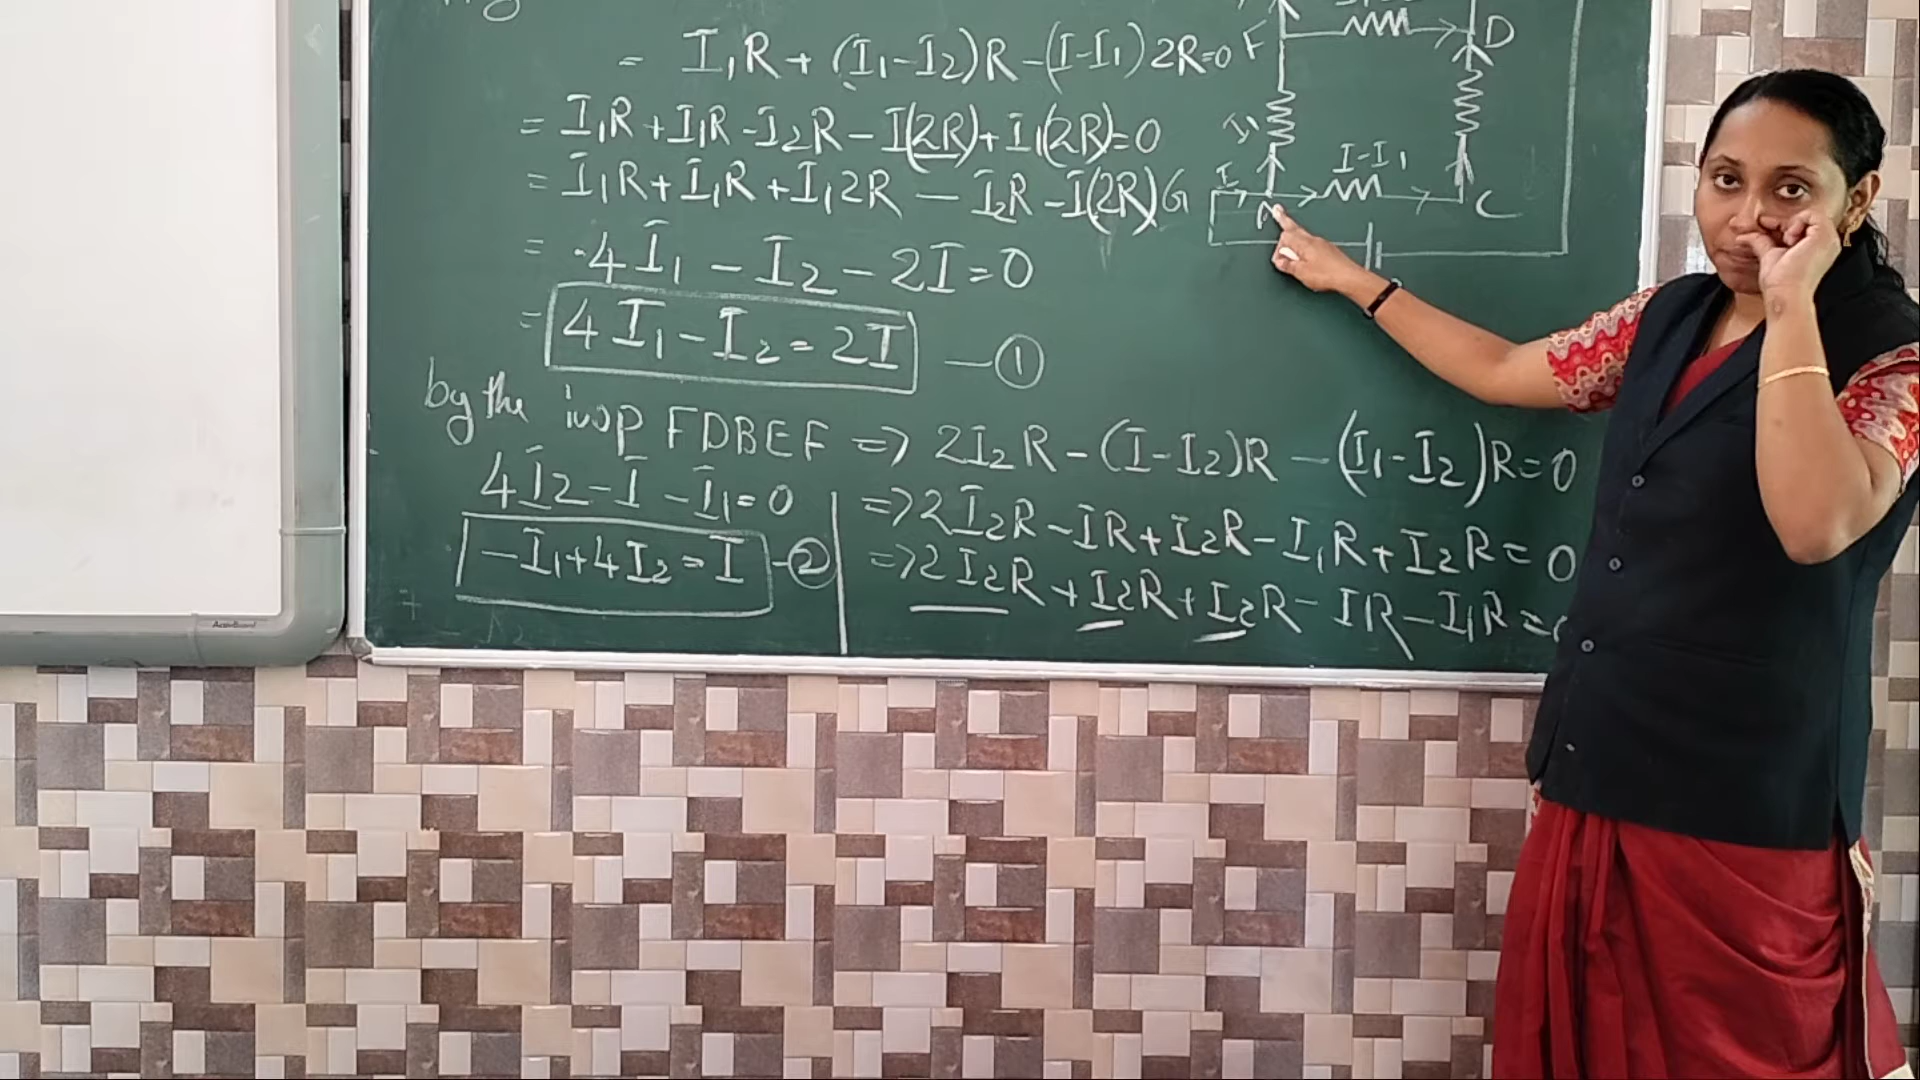 = I₁R + (I₁-I₂)R - (I-I₁)2R=0
= I₁R + I₁R - I₂R - I(2R) + I₁(2R)=0
= I₁R + I₁R + I₁2R - I₂R - I(2R)
= 4I₁ - I₂ - 2I = 0
= 4I₁ - I₂ = 2I — ①
by the loop FDBEF => 2I₂R - (I-I₂)R - (I₁-I₂)R=0
4I₂ - I - I₁=0
=> 2I₂R - IR + I₂R - I₁R + I₂R = 0
-I₁+4I₂ = I - ②
=> 2I₂R + I₂R + I₂R - IR - I₁R =
F
D
I₁
I
I-I₁
G
A
C
ActivBoard